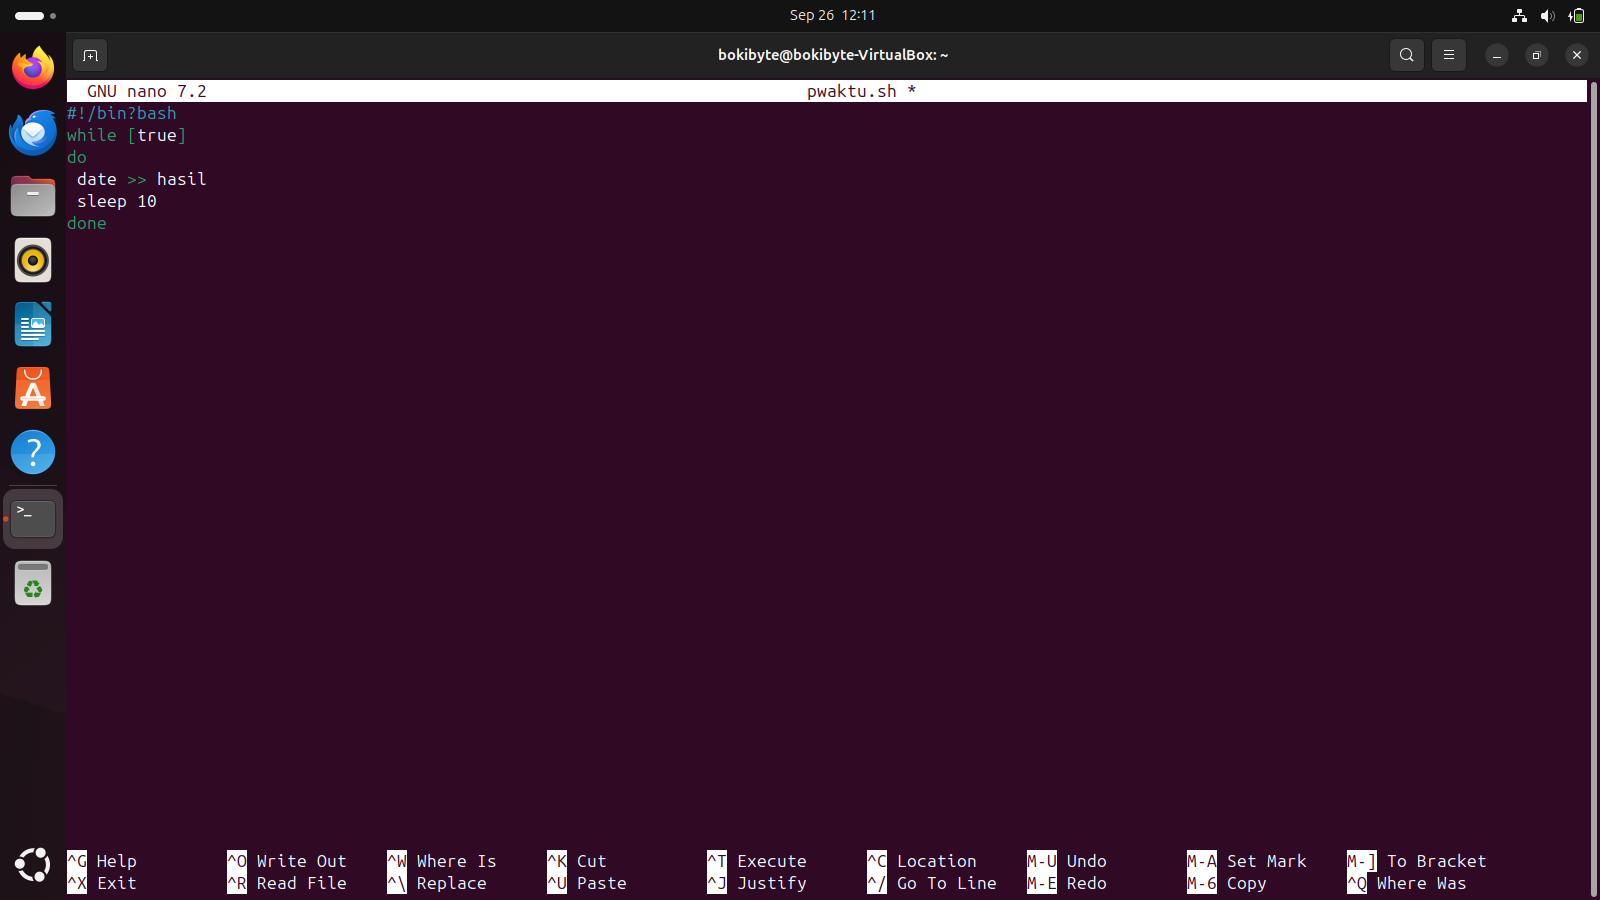 Sep 26 12:11
bokibyte@bokibyte-VirtualBox: ~
GNU nano 7.2 pwaktu.sh *
#!/bin?bash
while [true]
do
 date >> hasil
 sleep 10
done
^G Help ^O Write Out ^W Where Is ^K Cut ^T Execute ^C Location M-U Undo M-A Set Mark M-] To Bracket
^X Exit ^R Read File ^\ Replace ^U Paste ^J Justify ^/ Go To Line M-E Redo M-6 Copy ^Q Where Was